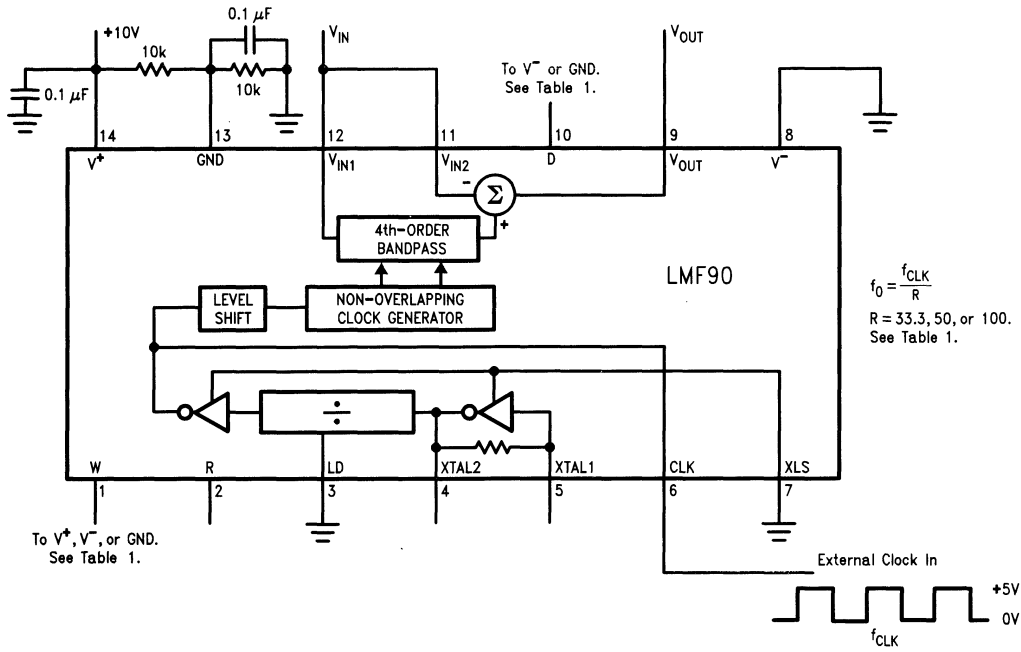 0.1 µF
+10V
V_IN
V_OUT
10k
10k
0.1 µF
To V⁻ or GND.
See Table 1.
14
13
12
11
10
9
8
V⁺
GND
V_IN1
V_IN2
D
V_OUT
V⁻
-
Σ
+
4th-ORDER
BANDPASS
LMF90
LEVEL
SHIFT
NON-OVERLAPPING
CLOCK GENERATOR
f₀ = f_CLK / R
R = 33.3, 50, or 100.
See Table 1.
÷
W
R
LD
XTAL2
XTAL1
CLK
XLS
1
2
3
4
5
6
7
To V⁺, V⁻, or GND.
See Table 1.
External Clock In
+5V
0V
f_CLK